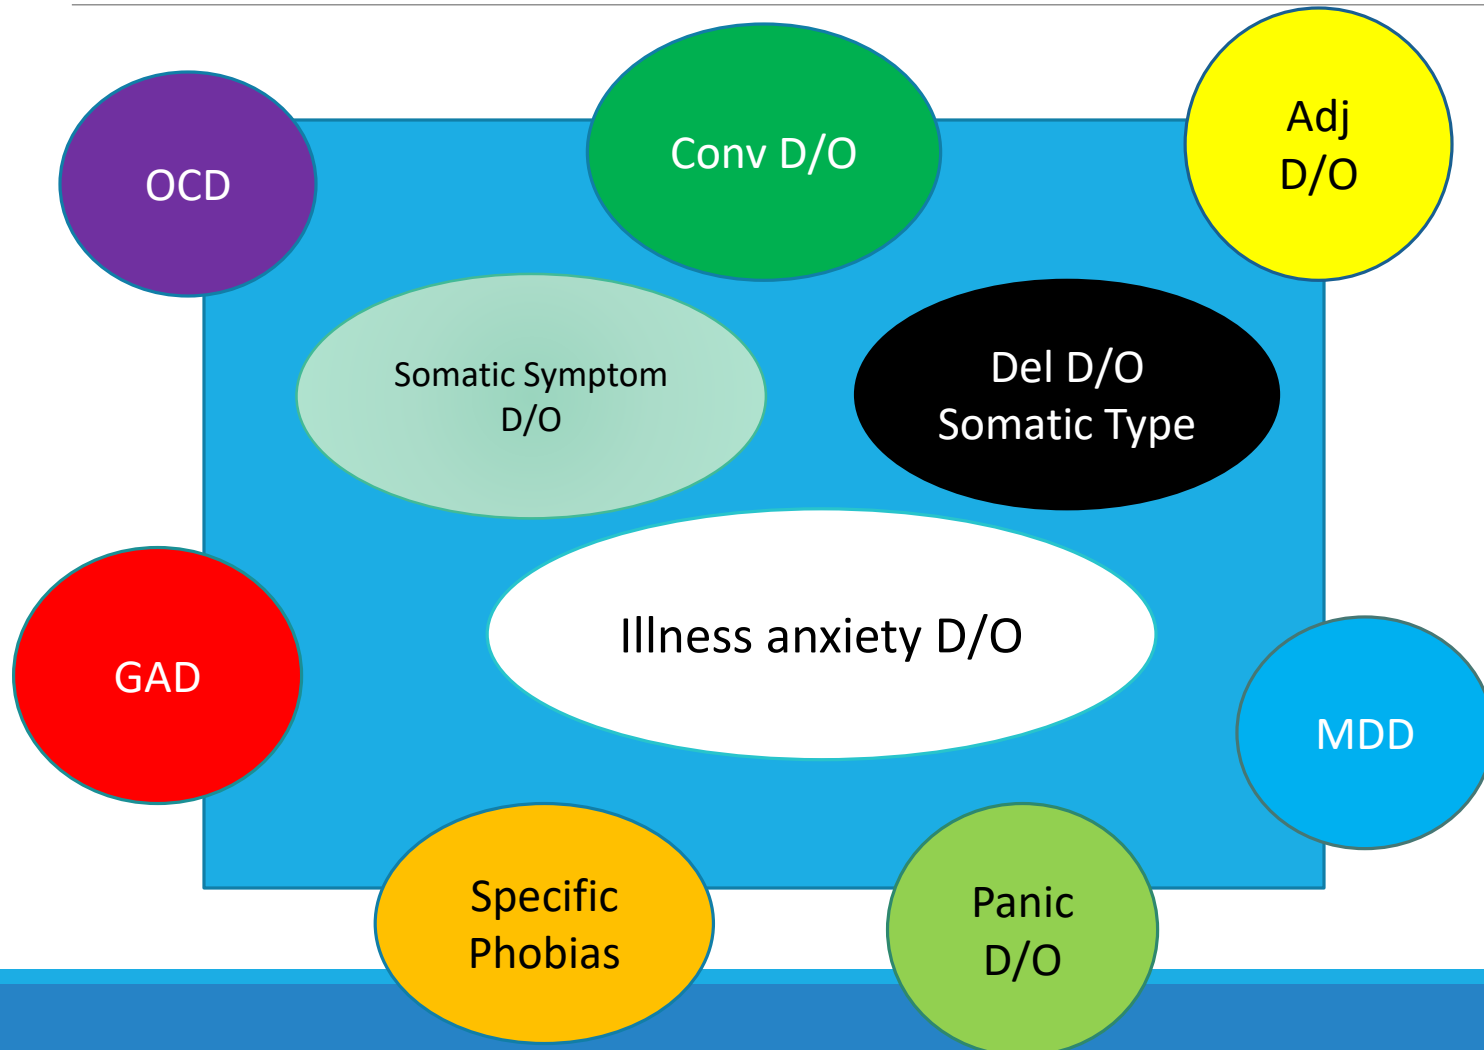 OCD
Conv D/O
Adj
D/O
Somatic Symptom
D/O
Del D/O
Somatic Type
Illness anxiety D/O
GAD
MDD
Specific
Phobias
Panic
D/O